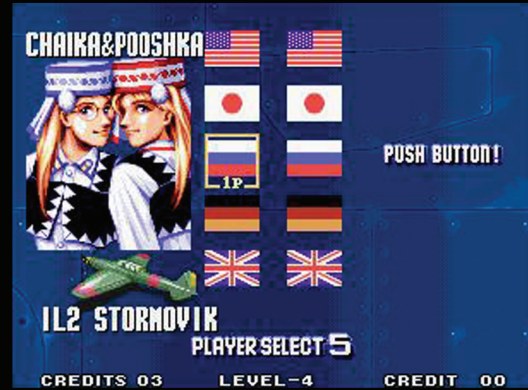 CHAIKA&POOSHKA
1P
PUSH BUTTON!
IL2 STORMOVIK
PLAYER SELECT 5
CREDITS 03 LEVEL-4 CREDIT 00